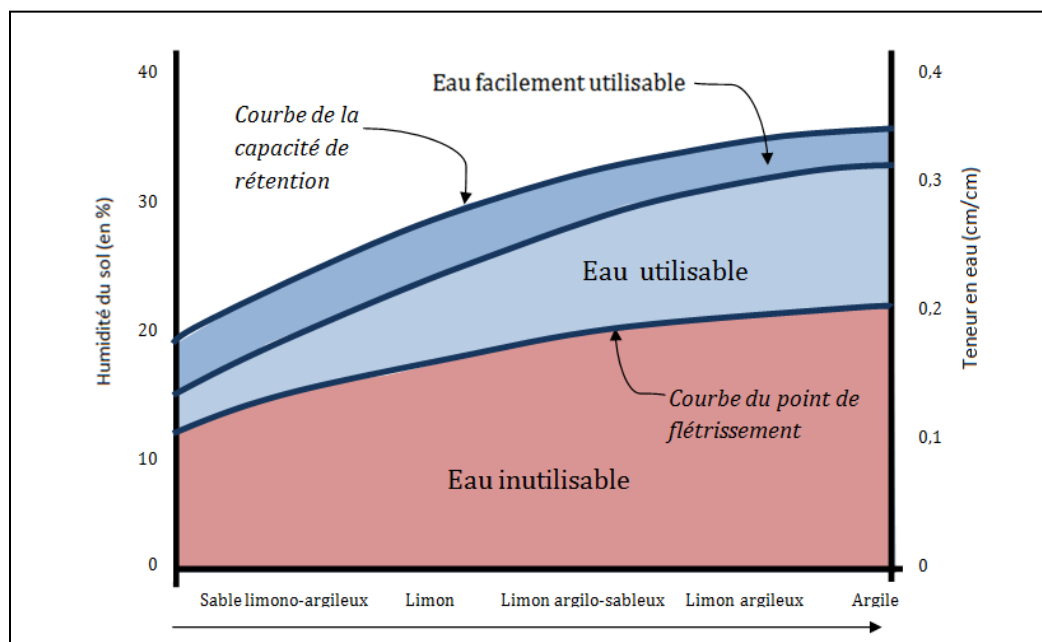 40
30
20
10
0
Humidité du sol (en %)
Courbe de la
capacité de
rétention
Eau facilement utilisable
Eau utilisable
Courbe du point de
flétrissement
Eau inutilisable
0,4
0,3
0,2
0,1
0
Teneur en eau (cm/cm)
Sable limono-argileux
Limon
Limon argilo-sableux
Limon argileux
Argile